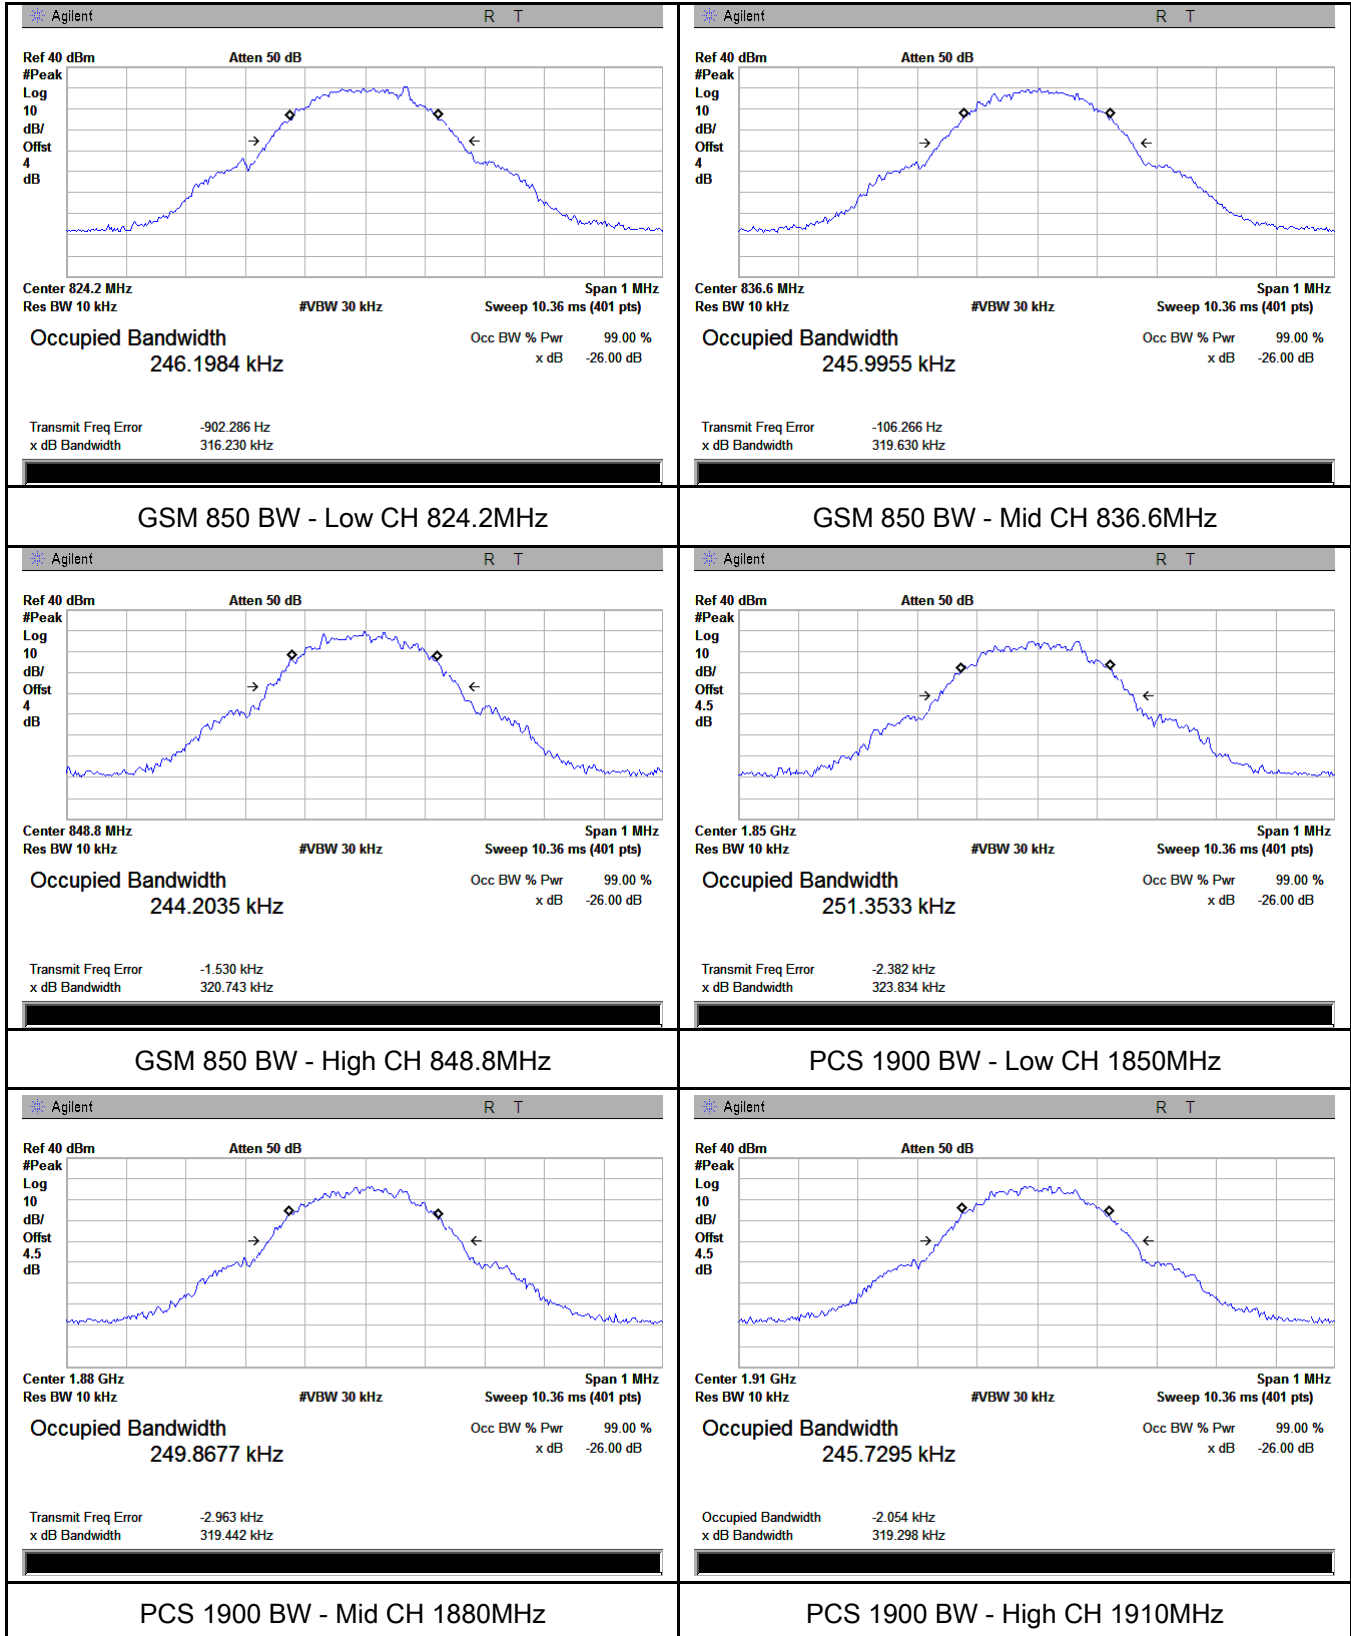 Agilent R T
Ref 40 dBm Atten 50 dB
#Peak
Log
10
dB/
Offst
4
dB
Center 824.2 MHz Span 1 MHz
Res BW 10 kHz #VBW 30 kHz Sweep 10.36 ms (401 pts)
Occupied Bandwidth Occ BW % Pwr 99.00 %
246.1984 kHz x dB -26.00 dB
Transmit Freq Error -902.286 Hz
x dB Bandwidth 316.230 kHz
GSM 850 BW - Low CH 824.2MHz
Agilent R T
Ref 40 dBm Atten 50 dB
#Peak
Log
10
dB/
Offst
4
dB
Center 836.6 MHz Span 1 MHz
Res BW 10 kHz #VBW 30 kHz Sweep 10.36 ms (401 pts)
Occupied Bandwidth Occ BW % Pwr 99.00 %
245.9955 kHz x dB -26.00 dB
Transmit Freq Error -106.266 Hz
x dB Bandwidth 319.630 kHz
GSM 850 BW - Mid CH 836.6MHz
Agilent R T
Ref 40 dBm Atten 50 dB
#Peak
Log
10
dB/
Offst
4
dB
Center 848.8 MHz Span 1 MHz
Res BW 10 kHz #VBW 30 kHz Sweep 10.36 ms (401 pts)
Occupied Bandwidth Occ BW % Pwr 99.00 %
244.2035 kHz x dB -26.00 dB
Transmit Freq Error -1.530 kHz
x dB Bandwidth 320.743 kHz
GSM 850 BW - High CH 848.8MHz
Agilent R T
Ref 40 dBm Atten 50 dB
#Peak
Log
10
dB/
Offst
4.5
dB
Center 1.85 GHz Span 1 MHz
Res BW 10 kHz #VBW 30 kHz Sweep 10.36 ms (401 pts)
Occupied Bandwidth Occ BW % Pwr 99.00 %
251.3533 kHz x dB -26.00 dB
Transmit Freq Error -2.382 kHz
x dB Bandwidth 323.834 kHz
PCS 1900 BW - Low CH 1850MHz
Agilent R T
Ref 40 dBm Atten 50 dB
#Peak
Log
10
dB/
Offst
4.5
dB
Center 1.88 GHz Span 1 MHz
Res BW 10 kHz #VBW 30 kHz Sweep 10.36 ms (401 pts)
Occupied Bandwidth Occ BW % Pwr 99.00 %
249.8677 kHz x dB -26.00 dB
Transmit Freq Error -2.963 kHz
x dB Bandwidth 319.442 kHz
PCS 1900 BW - Mid CH 1880MHz
Agilent R T
Ref 40 dBm Atten 50 dB
#Peak
Log
10
dB/
Offst
4.5
dB
Center 1.91 GHz Span 1 MHz
Res BW 10 kHz #VBW 30 kHz Sweep 10.36 ms (401 pts)
Occupied Bandwidth Occ BW % Pwr 99.00 %
245.7295 kHz x dB -26.00 dB
Occupied Bandwidth -2.054 kHz
x dB Bandwidth 319.298 kHz
PCS 1900 BW - High CH 1910MHz